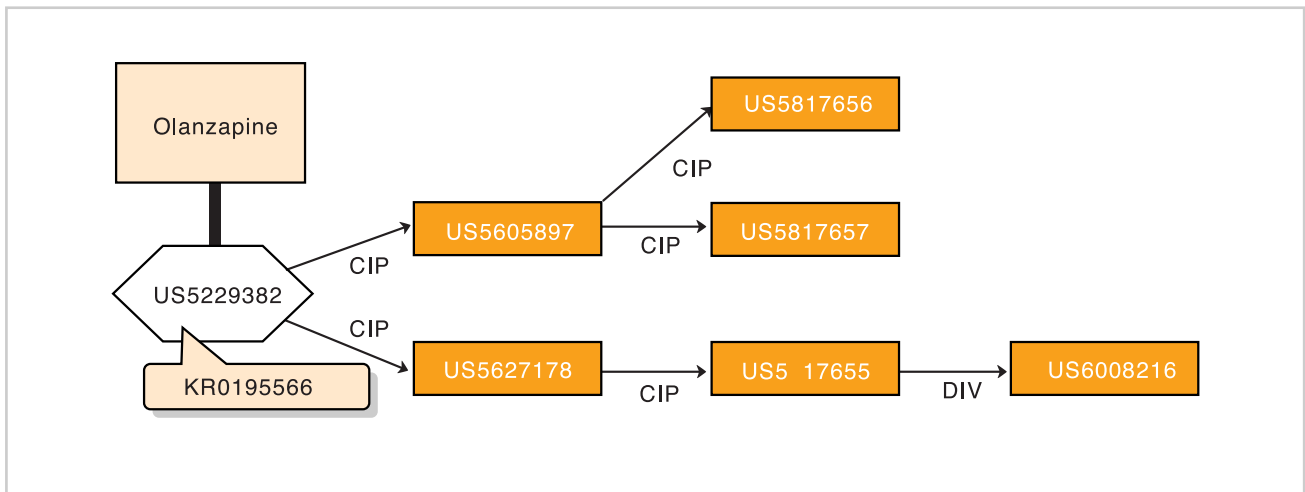 Olanzapine
US5229382
KR0195566
CIP
CIP
US5605897
US5627178
CIP
CIP
CIP
US5817656
US5817657
US5 17655
DIV
US6008216